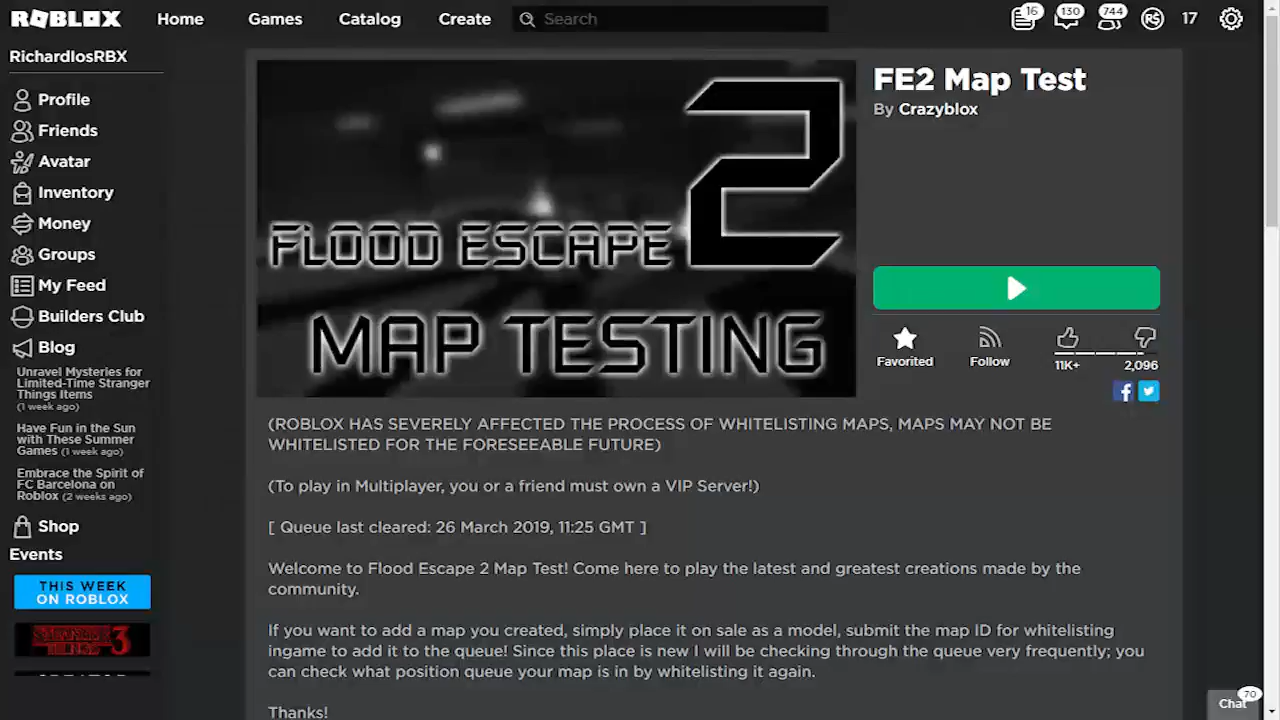 ROBLOX Home Games Catalog Create Search 16 130 744 17
RichardlosRBX
Profile
Friends
Avatar
Inventory
Money
Groups
My Feed
Builders Club
Blog
Unravel Mysteries for
Limited-Time Stranger
Things Items
(1 week ago)
Have Fun in the Sun
with These Summer
Games (1 week ago)
Embrace the Spirit of
FC Barcelona on
Roblox (2 weeks ago)
Shop
Events
THIS WEEK
ON ROBLOX
3
FLOOD ESCAPE 2
MAP TESTING
FE2 Map Test
By Crazyblox
Favorited
Follow
11K+
2,096
(ROBLOX HAS SEVERELY AFFECTED THE PROCESS OF WHITELISTING MAPS, MAPS MAY NOT BE
WHITELISTED FOR THE FORESEEABLE FUTURE)
(To play in Multiplayer, you or a friend must own a VIP Server!)
[ Queue last cleared: 26 March 2019, 11:25 GMT ]
Welcome to Flood Escape 2 Map Test! Come here to play the latest and greatest creations made by the
community.
If you want to add a map you created, simply place it on sale as a model, submit the map ID for whitelisting
ingame to add it to the queue! Since this place is new I will be checking through the queue very frequently; you
can check what position queue your map is in by whitelisting it again.
Thanks!
Chat 70